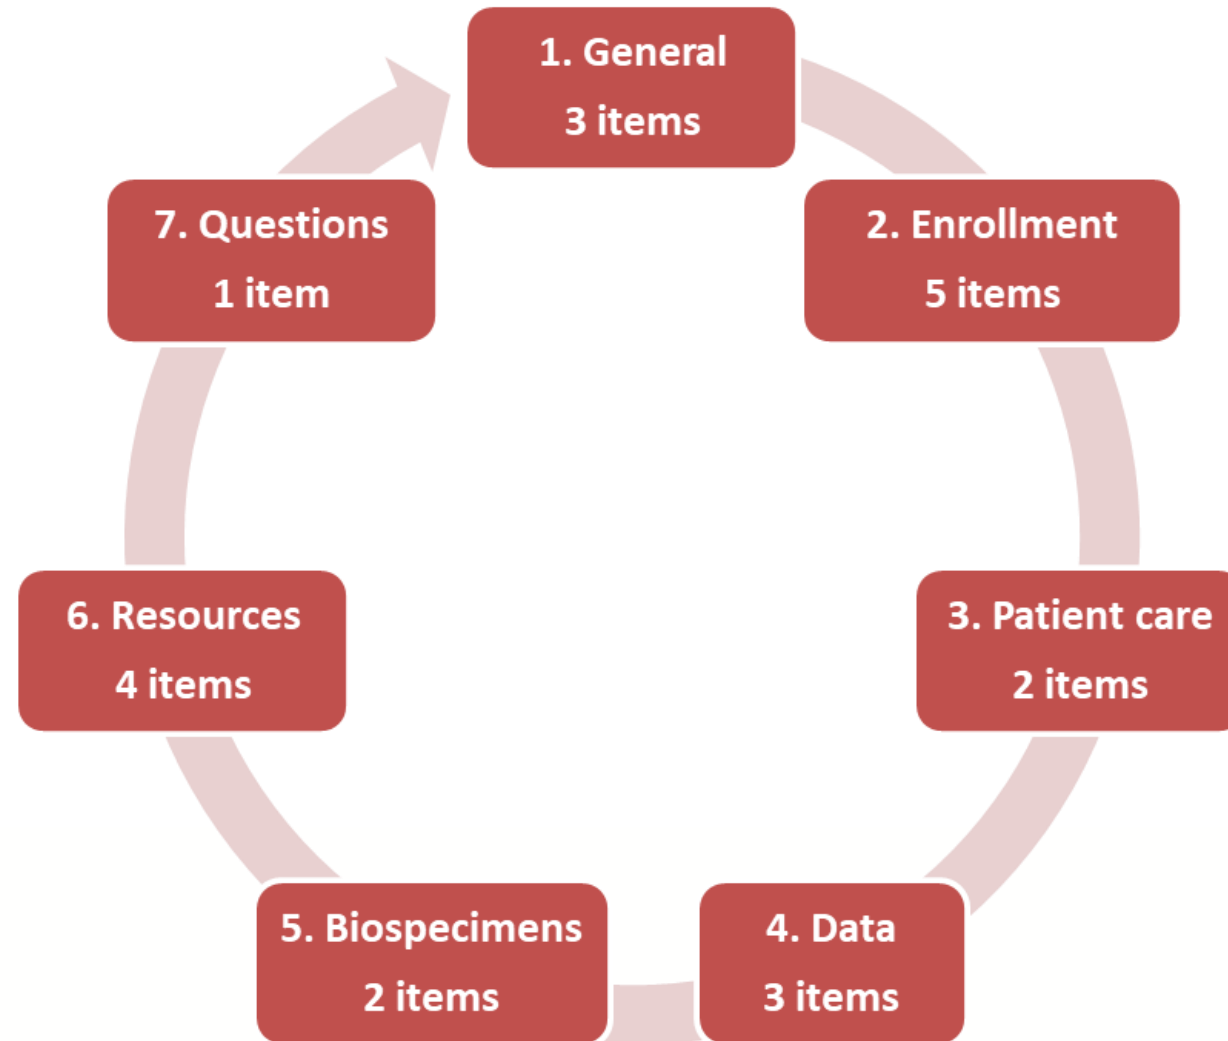 1. General
3 items
2. Enrollment
5 items
3. Patient care
2 items
4. Data
3 items
5. Biospecimens
2 items
6. Resources
4 items
7. Questions
1 item